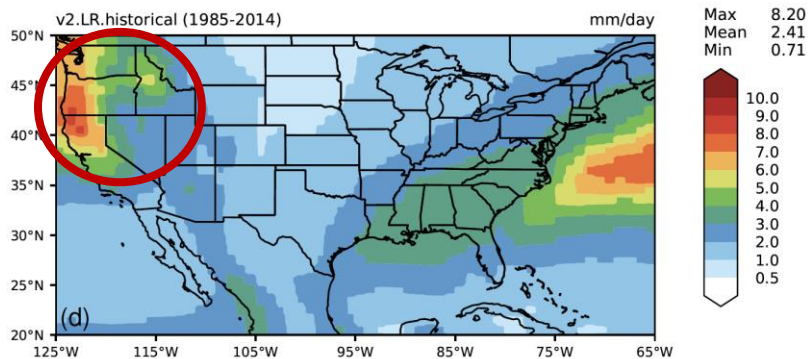 v2.LR.historical (1985-2014) mm/day
Max 8.20
Mean 2.41
Min 0.71
50°N
45°N
40°N
35°N
30°N
25°N
20°N
(d)
125°W 115°W 105°W 95°W 85°W 75°W 65°W
10.0
9.0
8.0
7.0
6.0
5.0
4.0
3.0
2.0
1.0
0.5